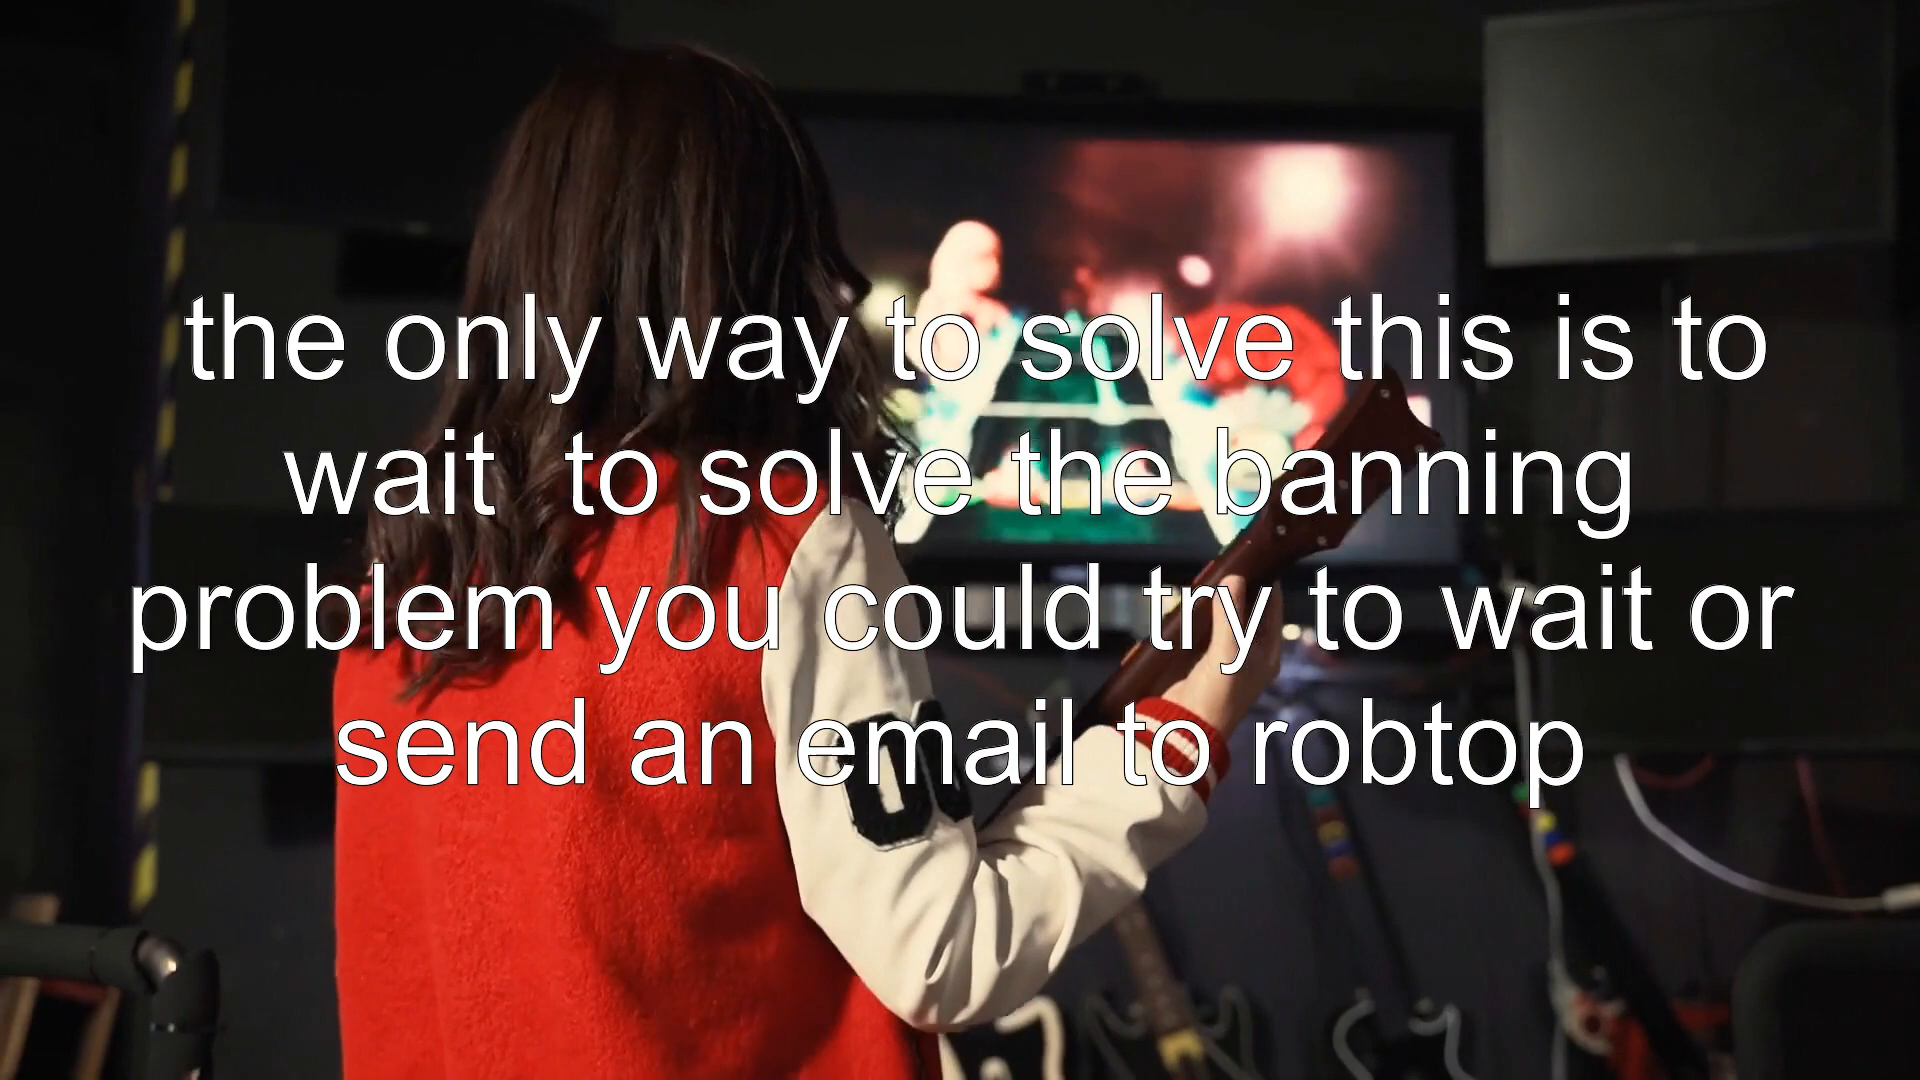 the only way to solve this is to
wait  to solve the banning
problem you could try to wait or
send an email to robtop